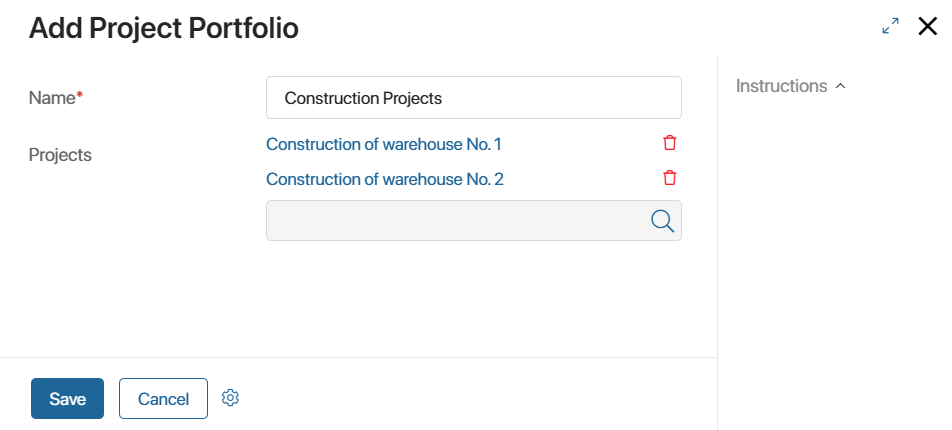 Add Project Portfolio
Instructions
Name*
Construction Projects
Projects
Construction of warehouse No. 1
Construction of warehouse No. 2
Save
Cancel